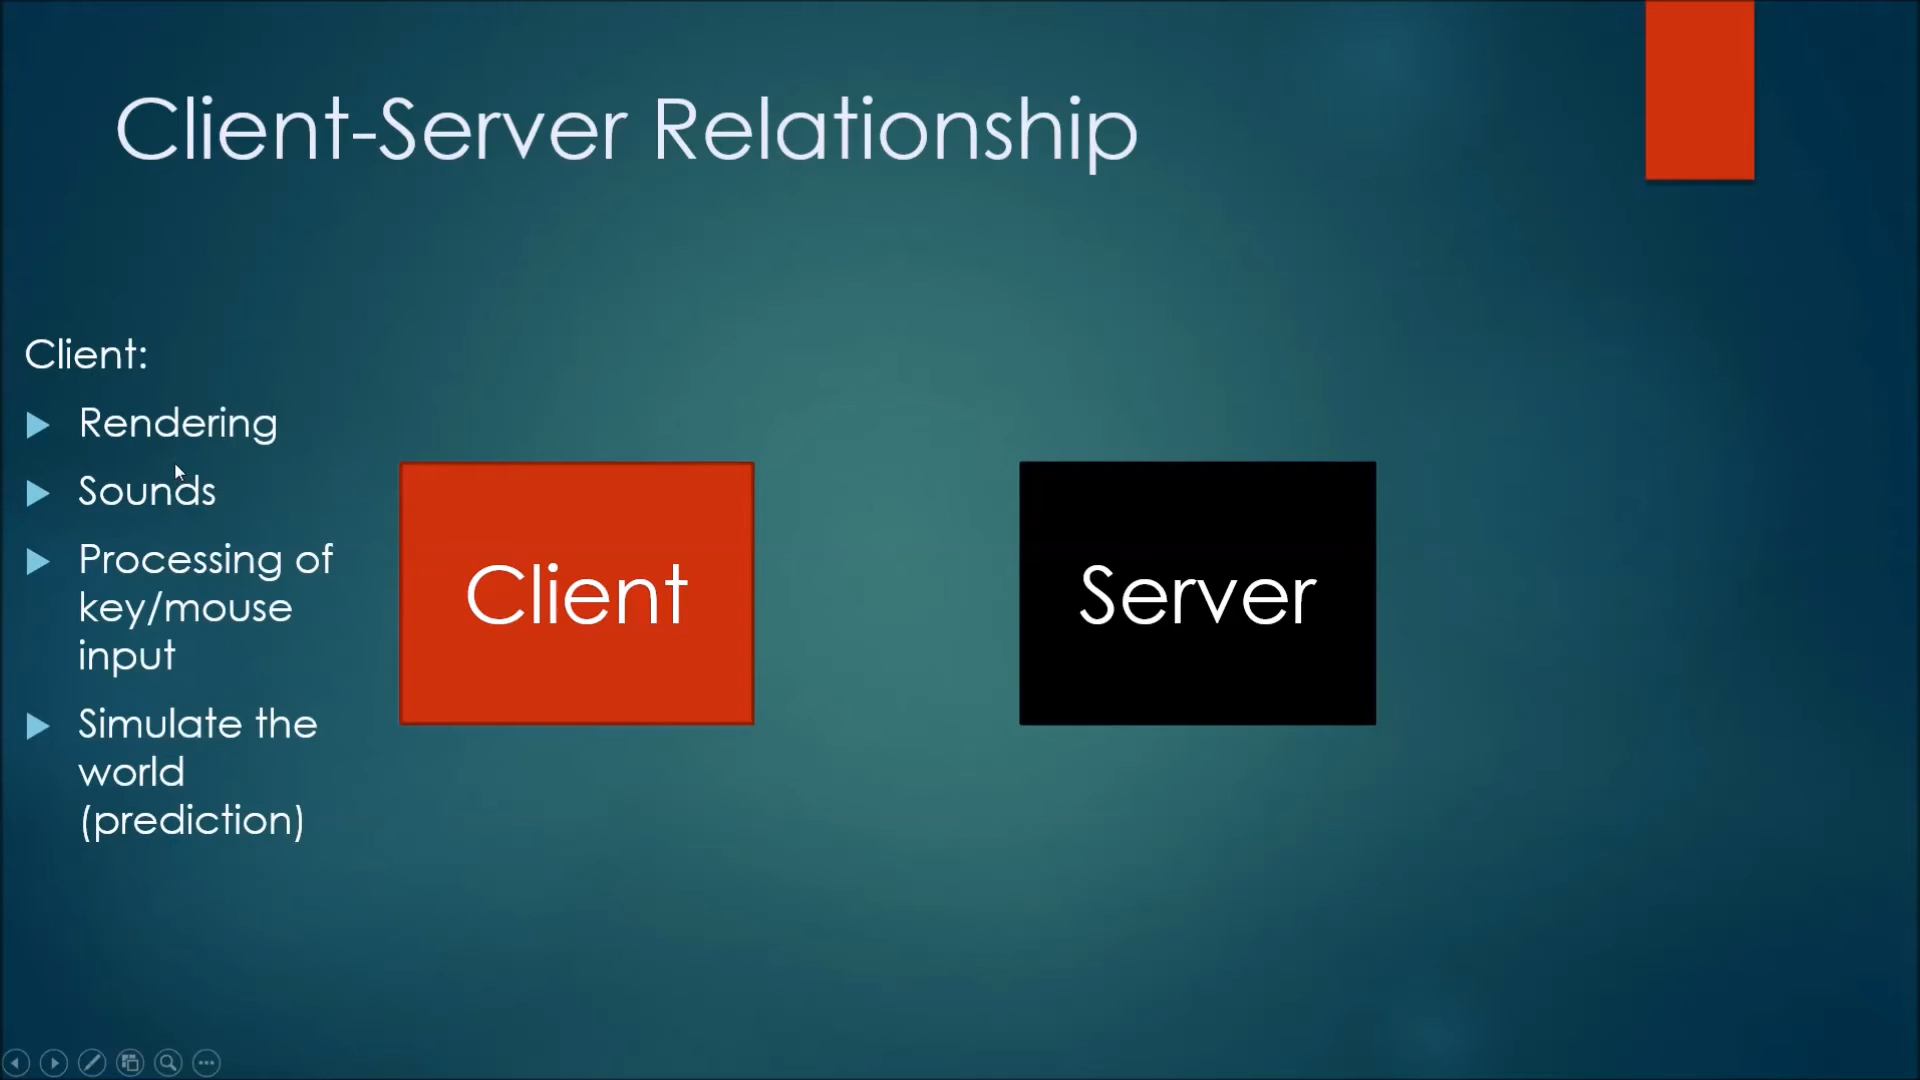 Client-Server Relationship
Client:
Rendering
Sounds
Processing of
key/mouse
input
Simulate the
world
(prediction)
Client
Server